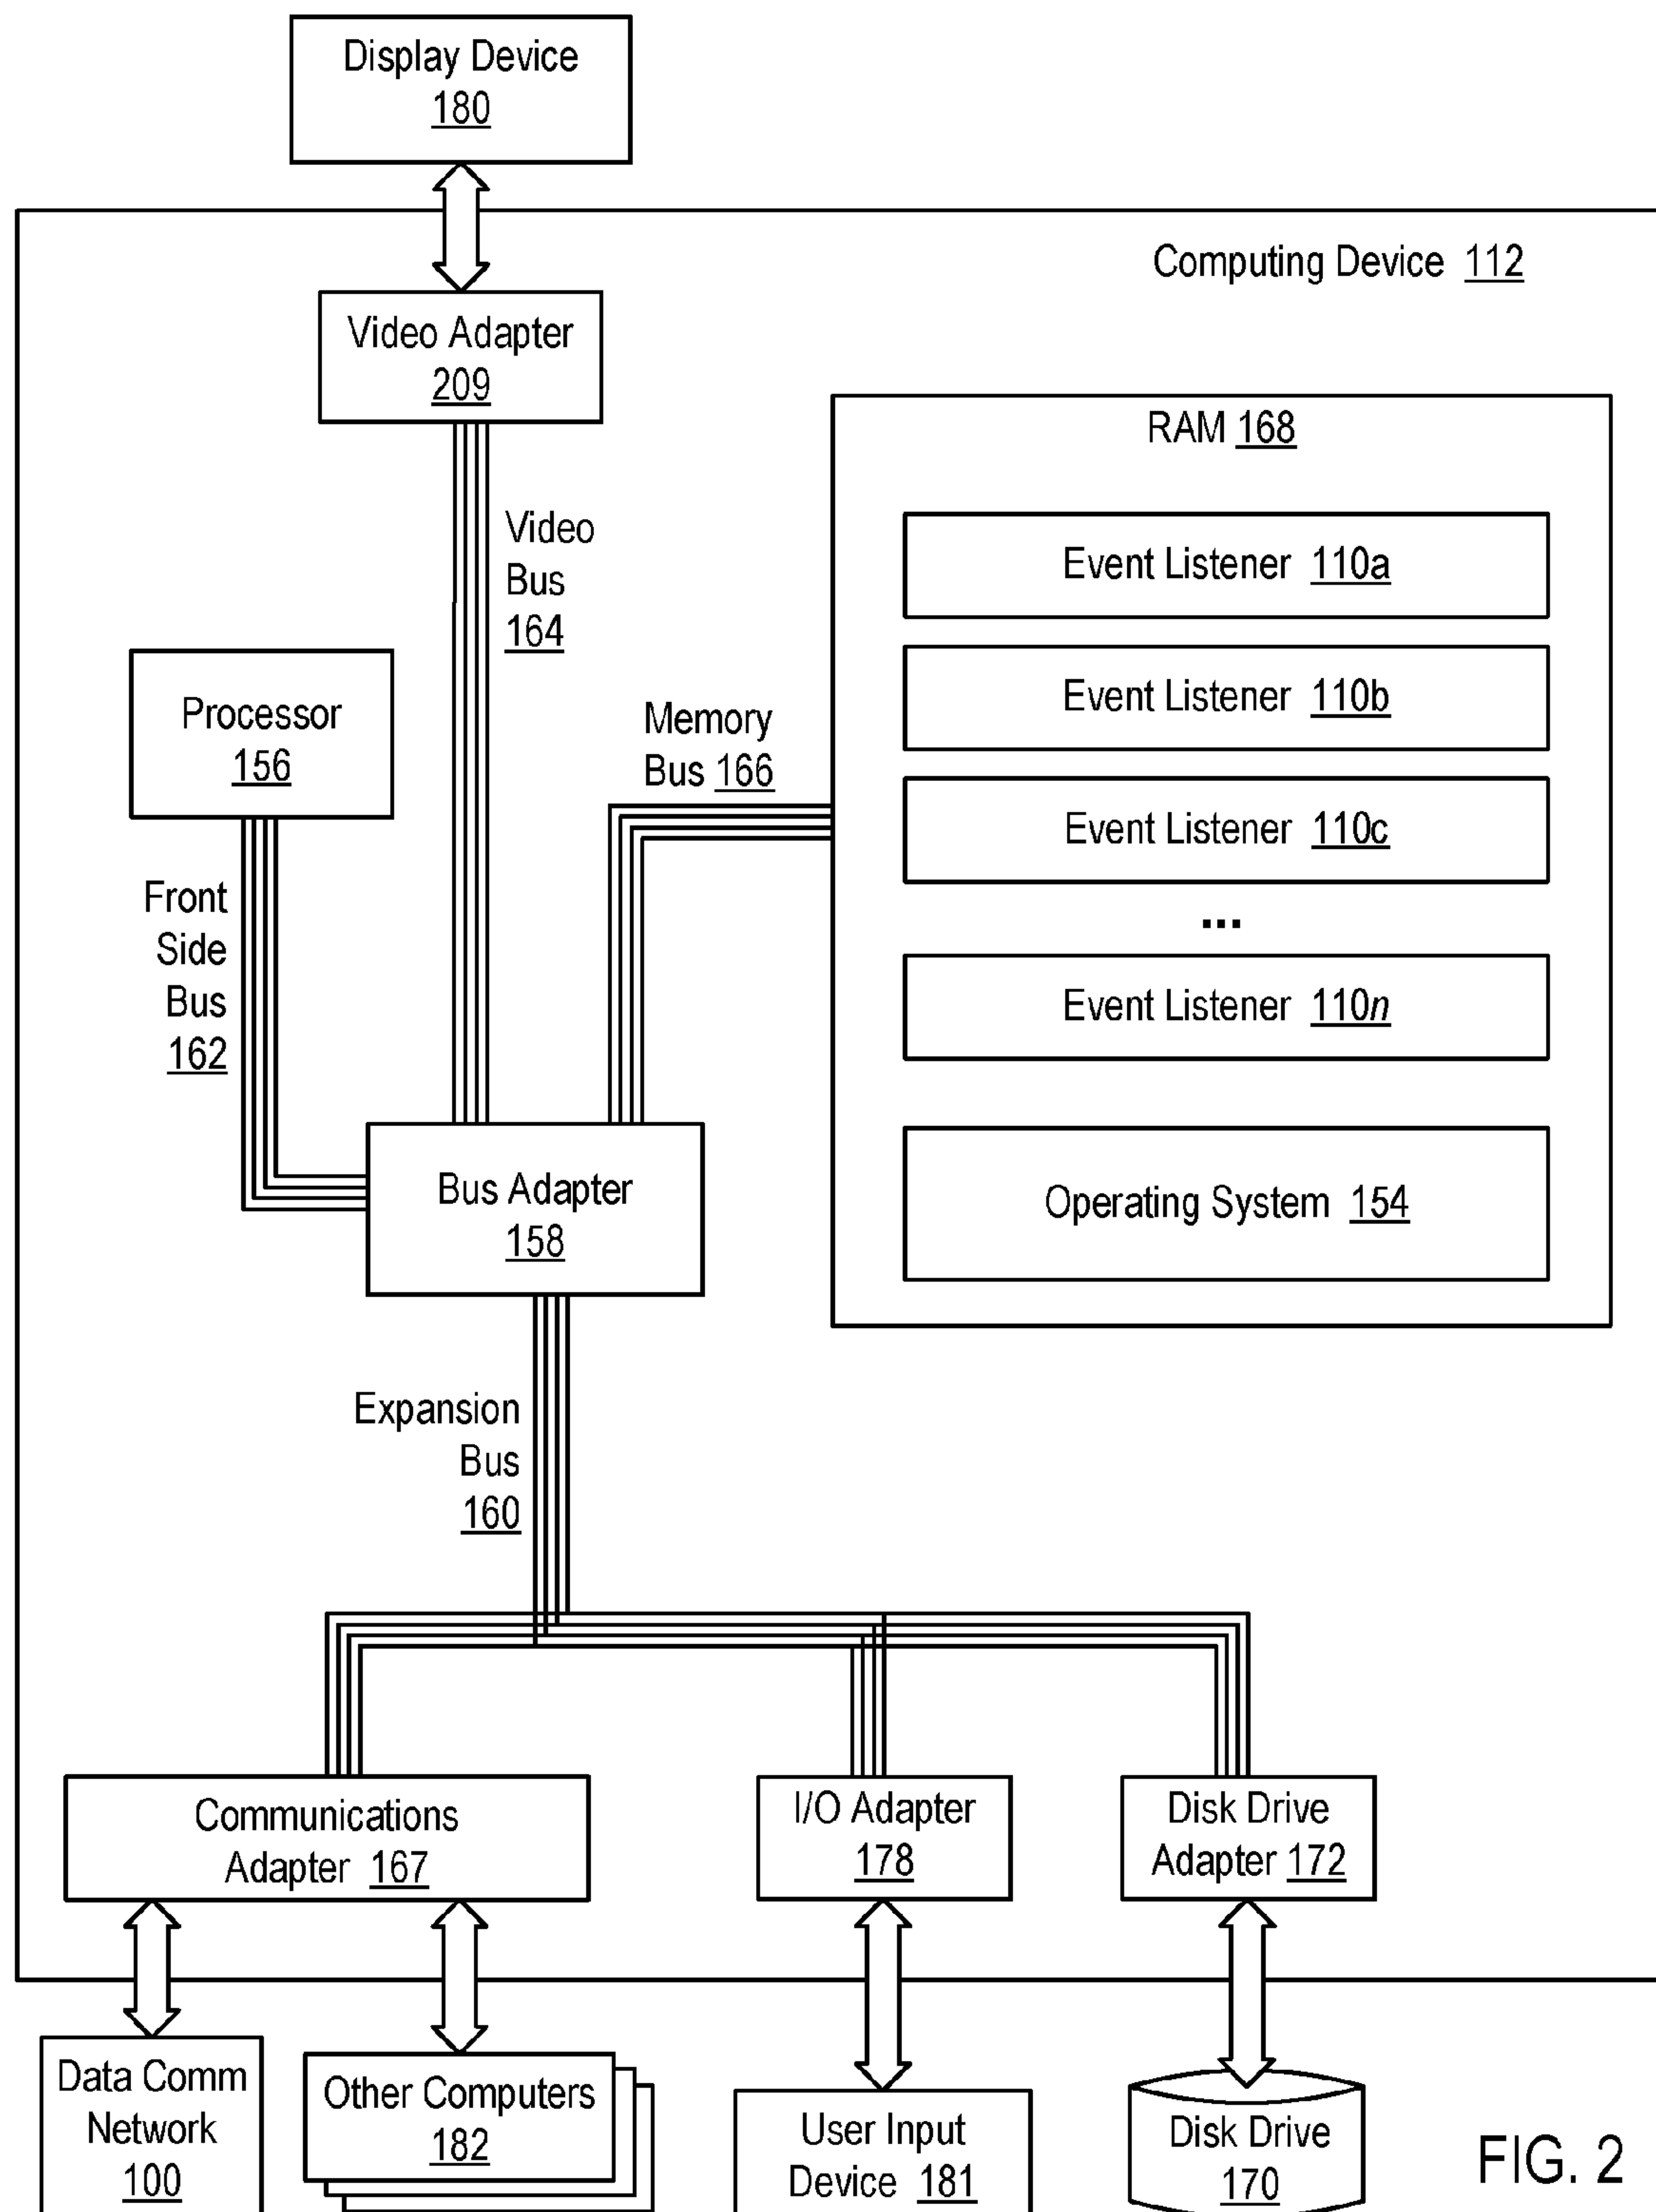 Display Device
180
Computing Device 112
Video Adapter
209
RAM 168
Video
Bus
164
Event Listener 110a
Event Listener 110b
Event Listener 110c
...
Event Listener 110n
Operating System 154
Processor
156
Memory
Bus 166
Front
Side
Bus
162
Bus Adapter
158
Expansion
Bus
160
Communications
Adapter 167
I/O Adapter
178
Disk Drive
Adapter 172
Data Comm
Network
100
Other Computers
182
User Input
Device 181
Disk Drive
170
FIG. 2